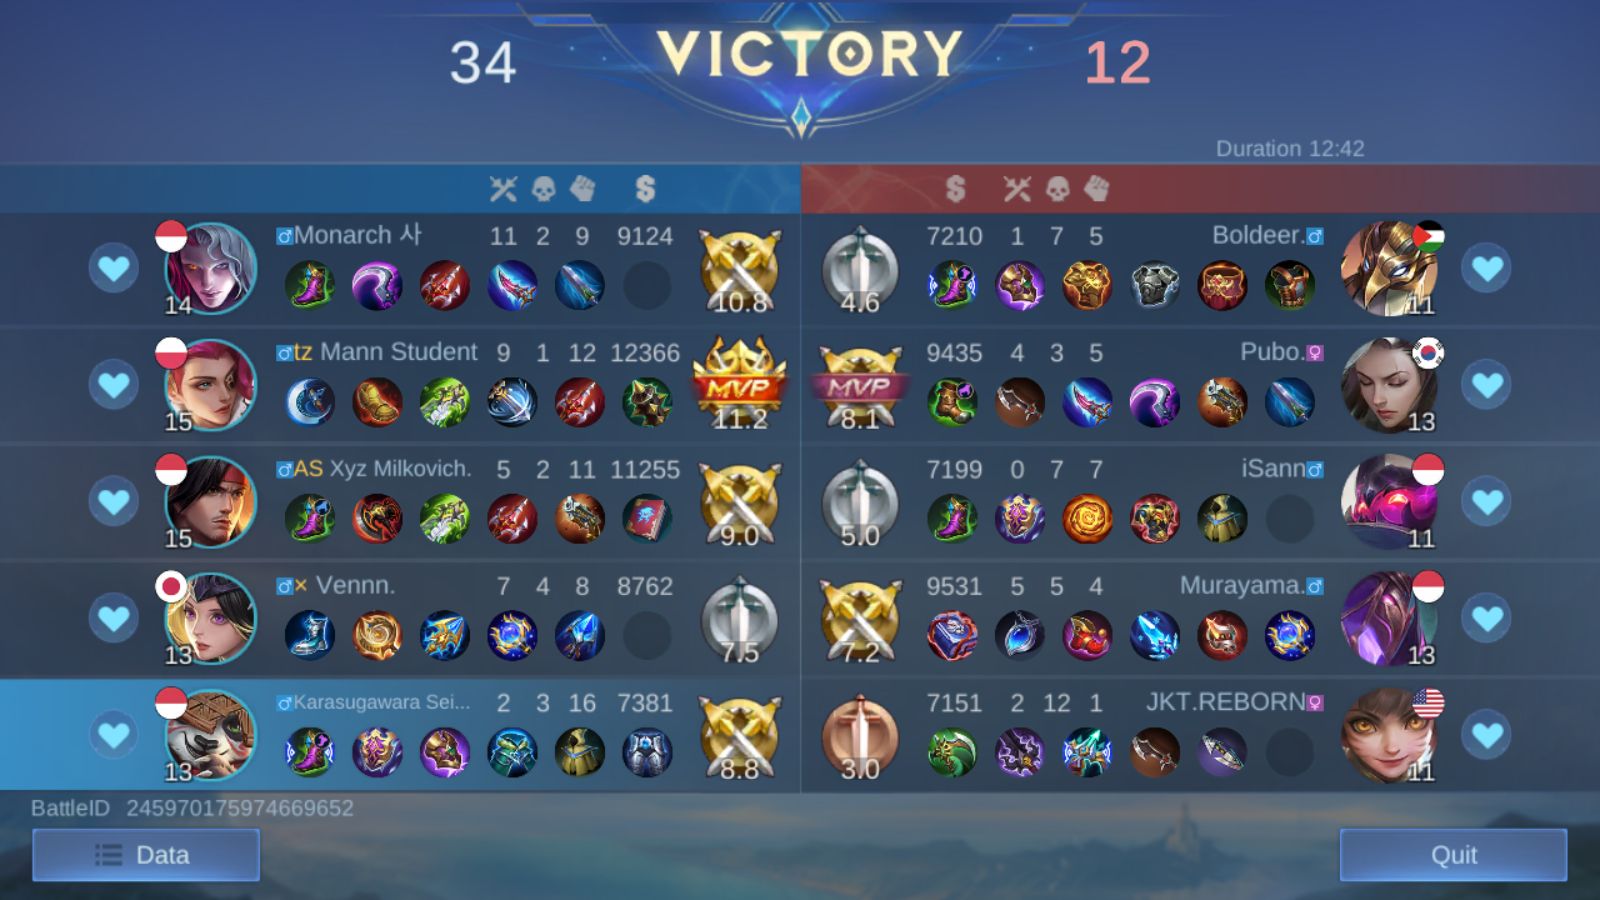 34 VICTORY 12
Duration 12:42
Monarch 사 11 2 9 9124 10.8 14
4.6 7210 1 7 5 Boldeer. 11
tz Mann Student 9 1 12 12366 MVP 11.2 15
MVP 8.1 9435 4 3 5 Pubo. 13
AS Xyz Milkovich. 5 2 11 11255 9.0 15
5.0 7199 0 7 7 iSann 11
× Vennn. 7 4 8 8762 7.5 13
7.2 9531 5 5 4 Murayama. 13
Karasugawara Sei... 2 3 16 7381 8.8 13
3.0 7151 2 12 1 JKT.REBORN 11
BattleID 245970175974669652
Data
Quit